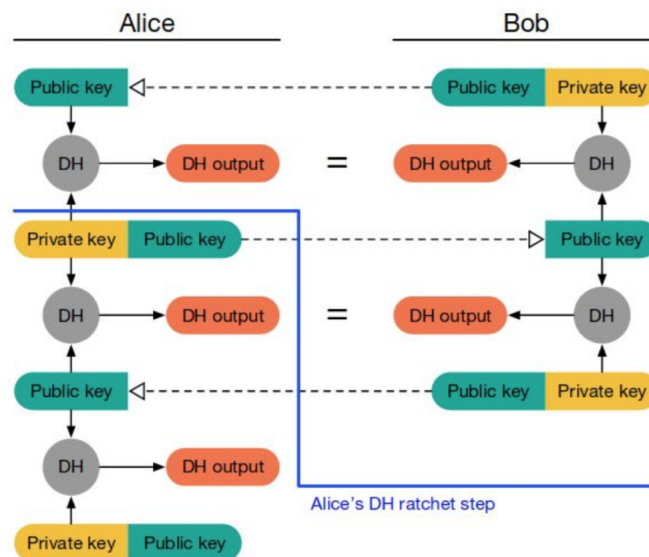 Alice Bob
Public key Public key Private key
DH DH output = DH output DH
Private key Public key Public key
DH DH output = DH output DH
Public key Public key Private key
DH DH output
Alice's DH ratchet step
Private key Public key